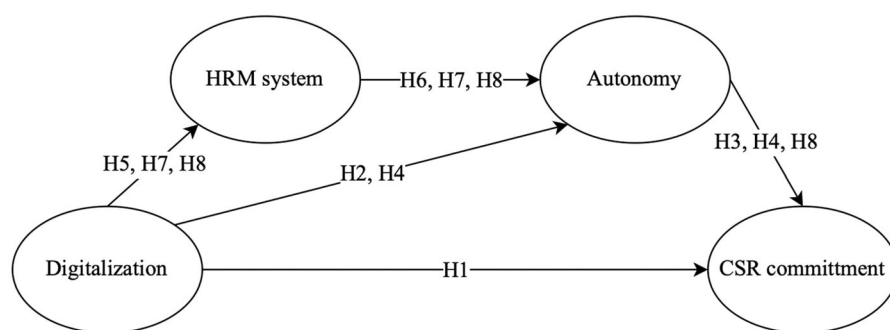 HRM system
H6, H7, H8
Autonomy
H5, H7, H8
H2, H4
H3, H4, H8
Digitalization
H1
CSR committment